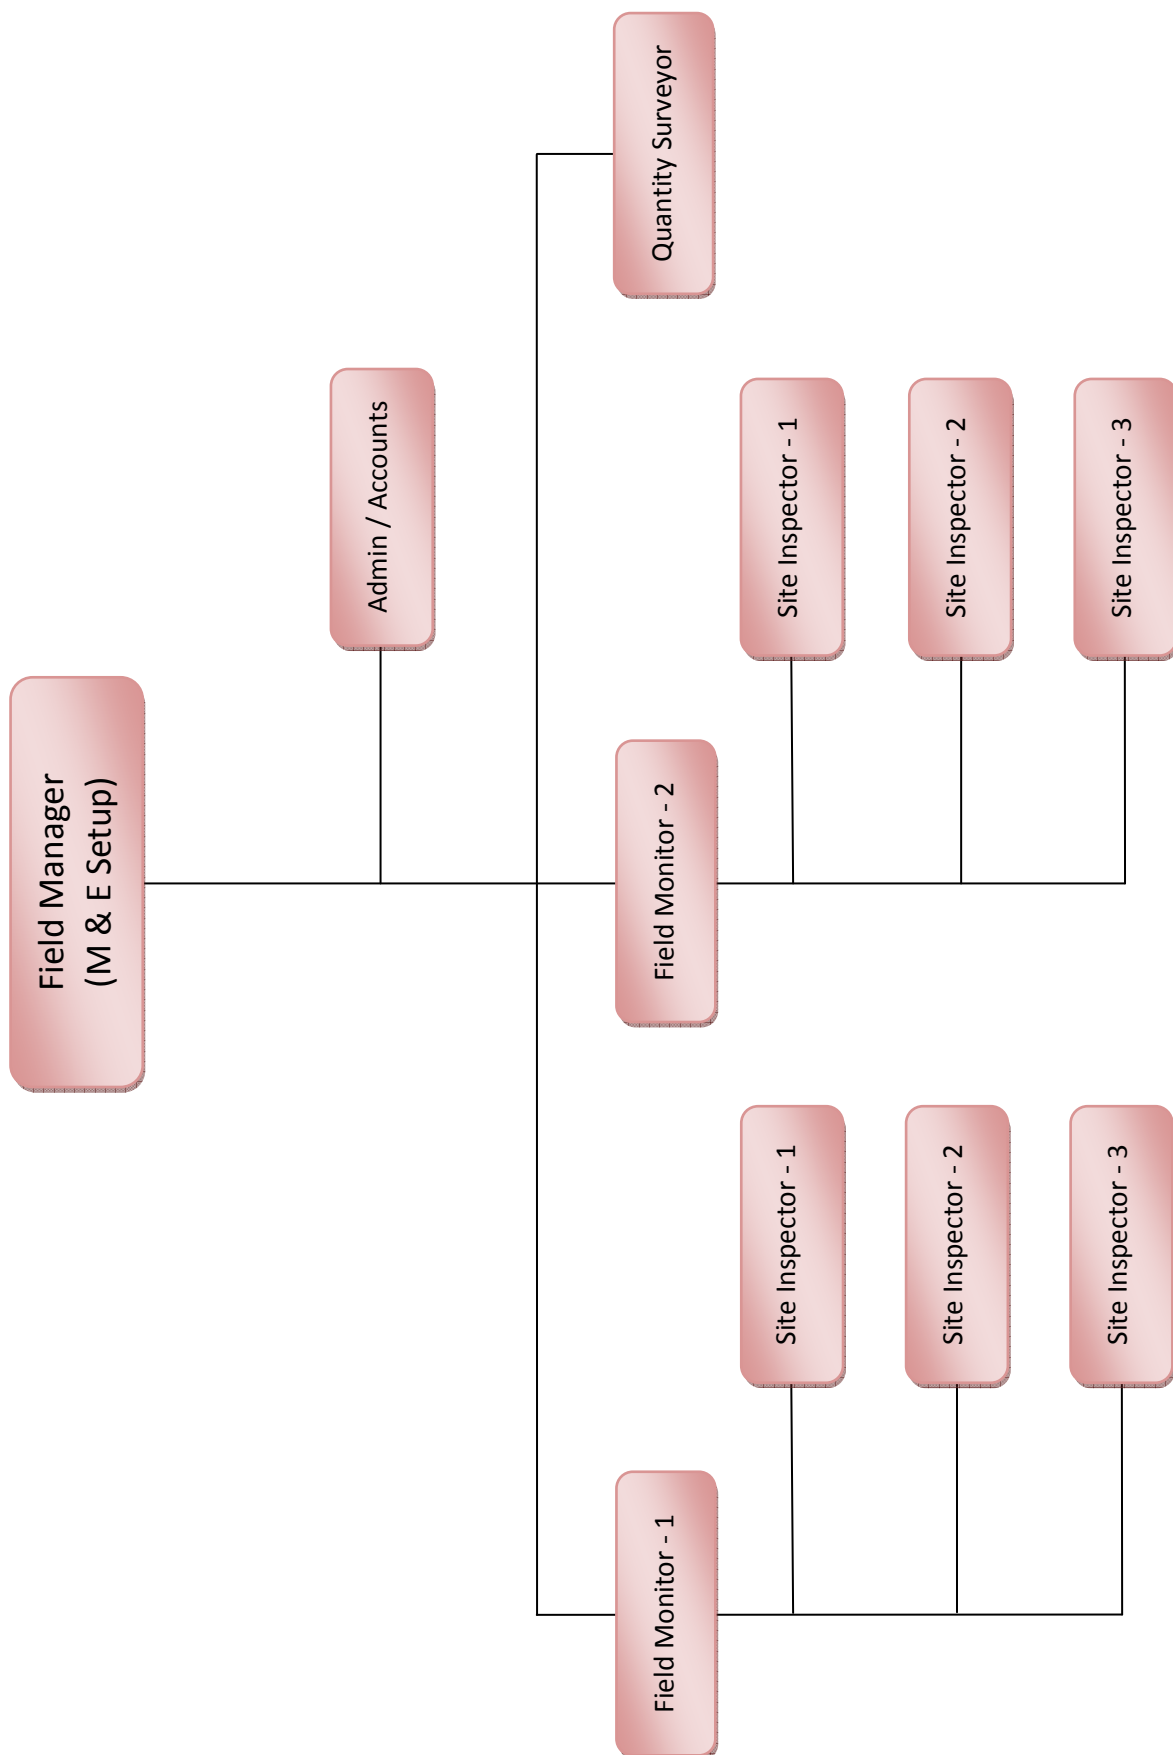 Field Manager
(M & E Setup)
Admin / Accounts
Field Monitor - 1
Field Monitor - 2
Quantity Surveyor
Site Inspector - 1
Site Inspector - 1
Site Inspector - 2
Site Inspector - 2
Site Inspector - 3
Site Inspector - 3